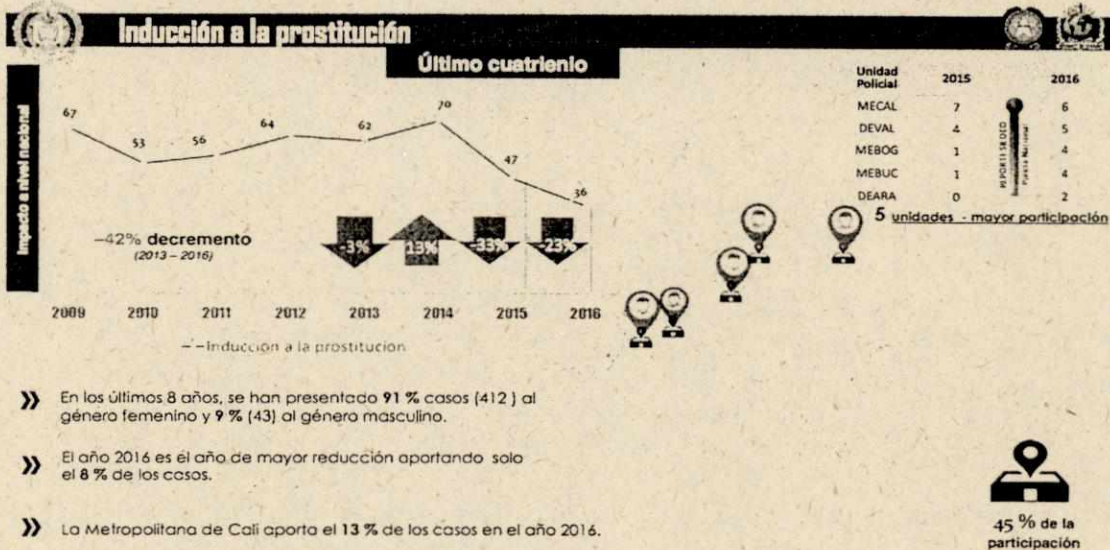 Inducción a la prostitución
Último cuatrienio
Impacto a nivel nacional
67
53
56
64
62
70
47
36
-42% decremento
(2013 – 2016)
-3%
13%
-33%
-23%
2009 2010 2011 2012 2013 2014 2015 2016
Inducción a la prostitución
Unidad Policial 2015 2016
MECAL 7 6
DEVAL 4 5
MEBOG 1 4
MEBUC 1 4
DEARA 0 2
5 unidades - mayor participación
» En los últimos 8 años, se han presentado 91 % casos (412 ) al
género femenino y 9 % (43) al género masculino.
» El año 2016 es el año de mayor reducción aportando solo
el 8 % de los casos.
» La Metropolitana de Cali aporta el 13 % de los casos en el año 2016.
45 % de la
participación